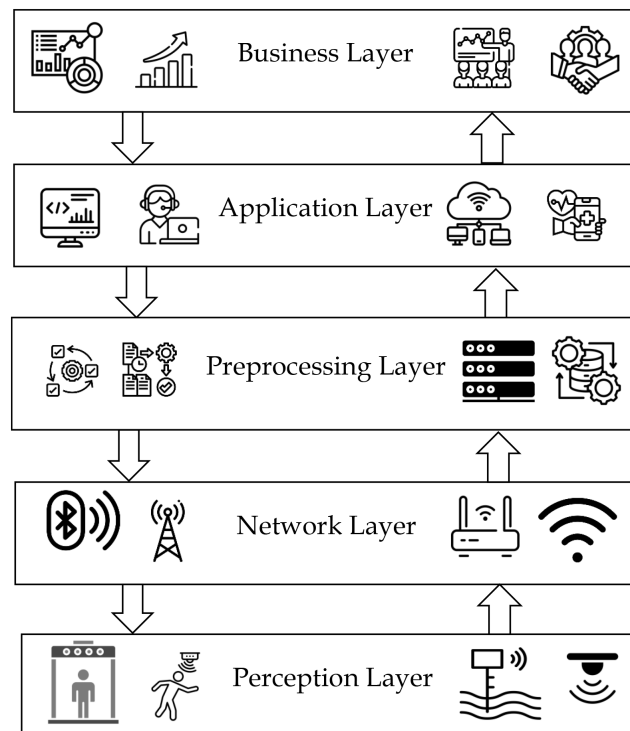 Business Layer
</>
Application Layer
Preprocessing Layer
Network Layer
Perception Layer